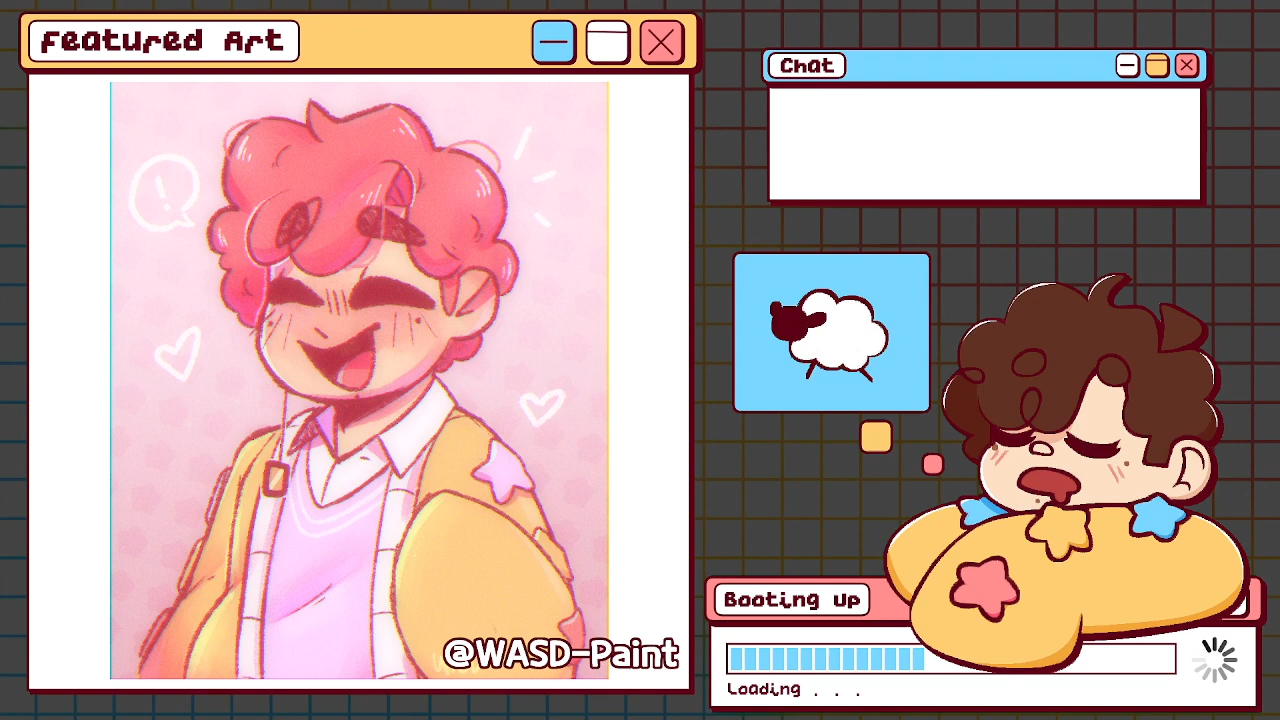 Featured Art
Chat
!
@WASD-Paint
Booting Up
Loading . . .